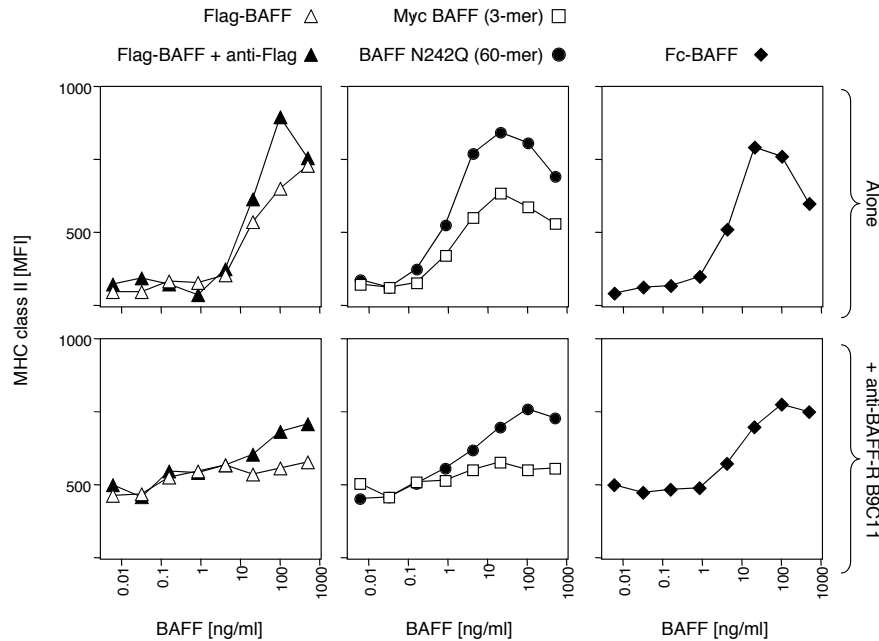 Flag-BAFF △ Myc BAFF (3-mer) □
Flag-BAFF + anti-Flag ▲ BAFF N242Q (60-mer) ● Fc-BAFF ◆
MHC class II [MFI]
1000
500
Alone
1000
500
+ anti-BAFF-R B9C11
0.01 0.1 1 10 100 1000 0.01 0.1 1 10 100 1000 0.01 0.1 1 10 100 1000
BAFF [ng/ml] BAFF [ng/ml] BAFF [ng/ml]